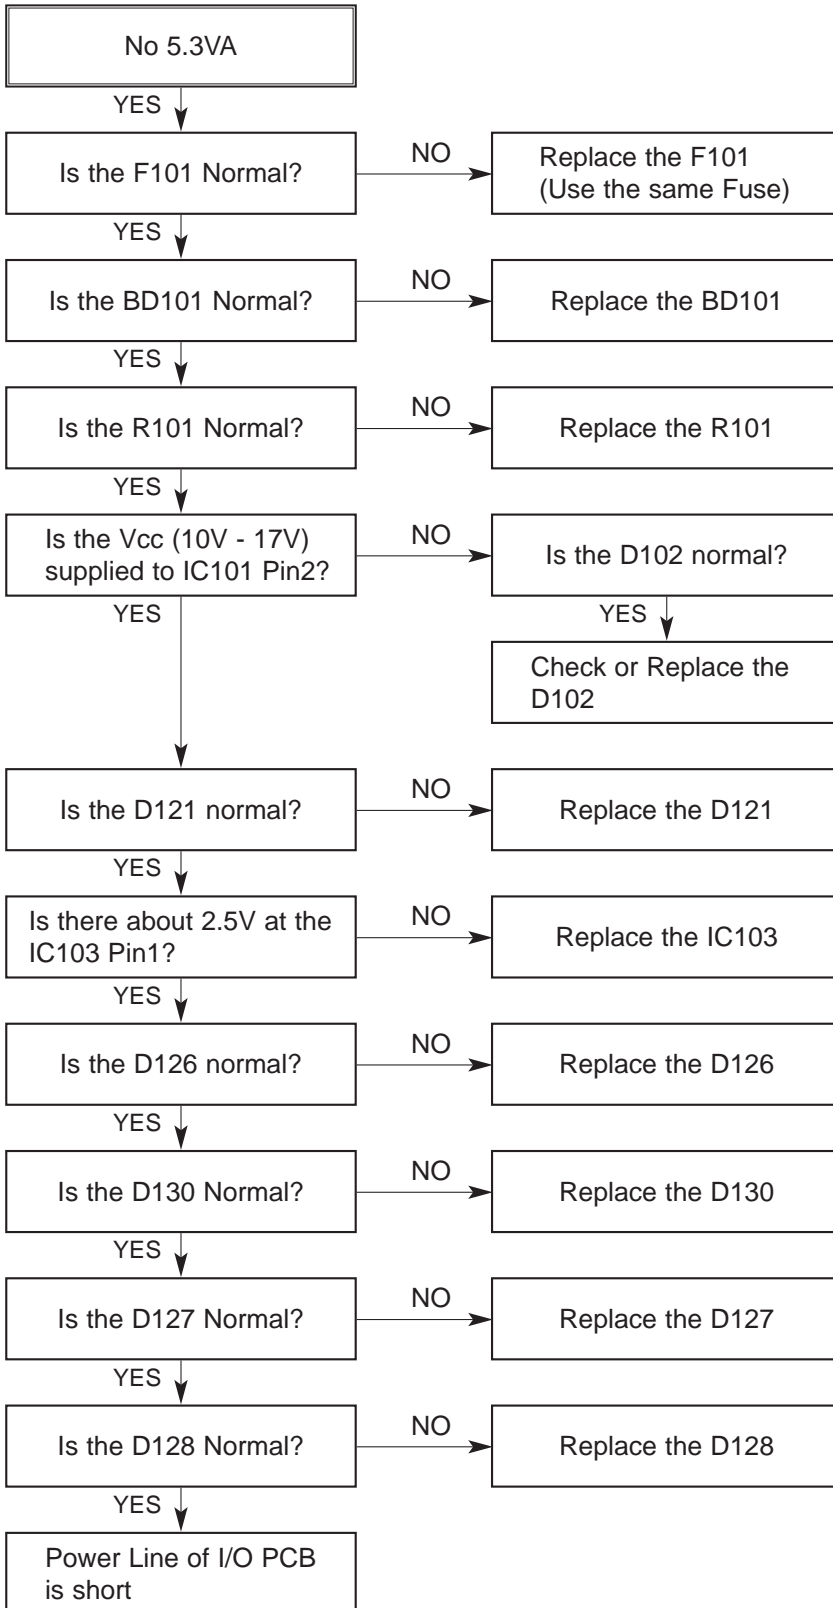 No 5.3VA
YES
Is the F101 Normal?
NO
Replace the F101
(Use the same Fuse)
YES
Is the BD101 Normal?
NO
Replace the BD101
YES
Is the R101 Normal?
NO
Replace the R101
YES
Is the Vcc (10V - 17V)
supplied to IC101 Pin2?
NO
Is the D102 normal?
YES
YES
Check or Replace the
D102
Is the D121 normal?
NO
Replace the D121
YES
Is there about 2.5V at the
IC103 Pin1?
NO
Replace the IC103
YES
Is the D126 normal?
NO
Replace the D126
YES
Is the D130 Normal?
NO
Replace the D130
YES
Is the D127 Normal?
NO
Replace the D127
YES
Is the D128 Normal?
NO
Replace the D128
YES
Power Line of I/O PCB
is short